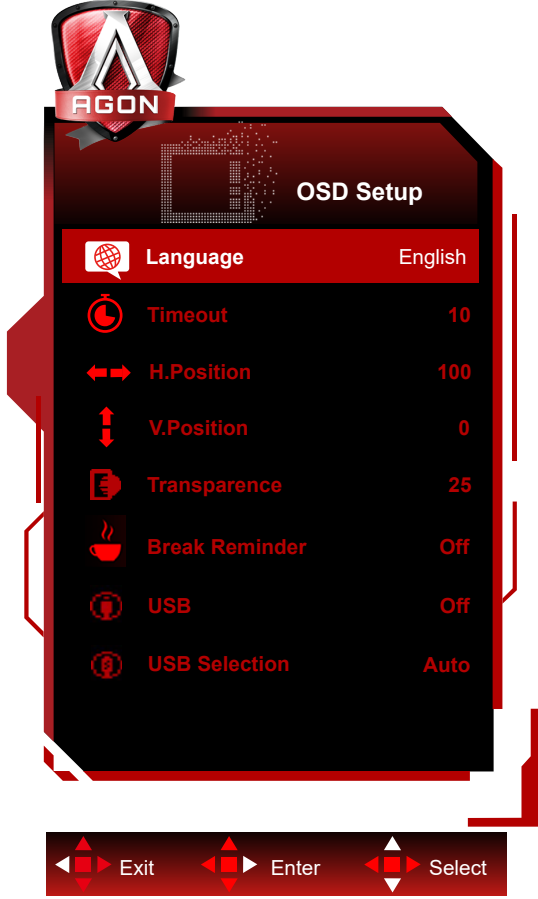 AGON
OSD Setup
Language English
Timeout 10
H.Position 100
V.Position 0
Transparence 25
Break Reminder Off
USB Off
USB Selection Auto
Exit Enter Select